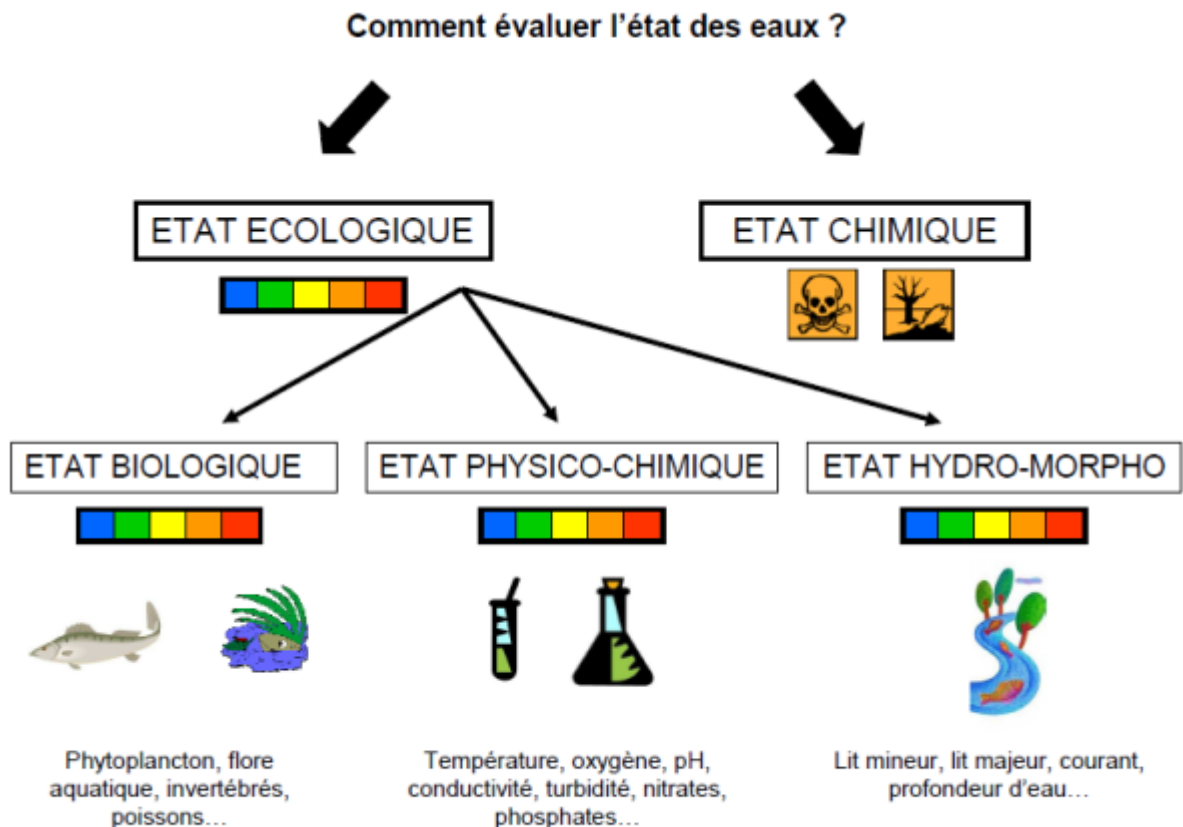 Comment évaluer l'état des eaux ?
ETAT ECOLOGIQUE
ETAT CHIMIQUE
ETAT BIOLOGIQUE
ETAT PHYSICO-CHIMIQUE
ETAT HYDRO-MORPHO
Phytoplancton, flore
aquatique, invertébrés,
poissons…
Température, oxygène, pH,
conductivité, turbidité, nitrates,
phosphates…
Lit mineur, lit majeur, courant,
profondeur d'eau…